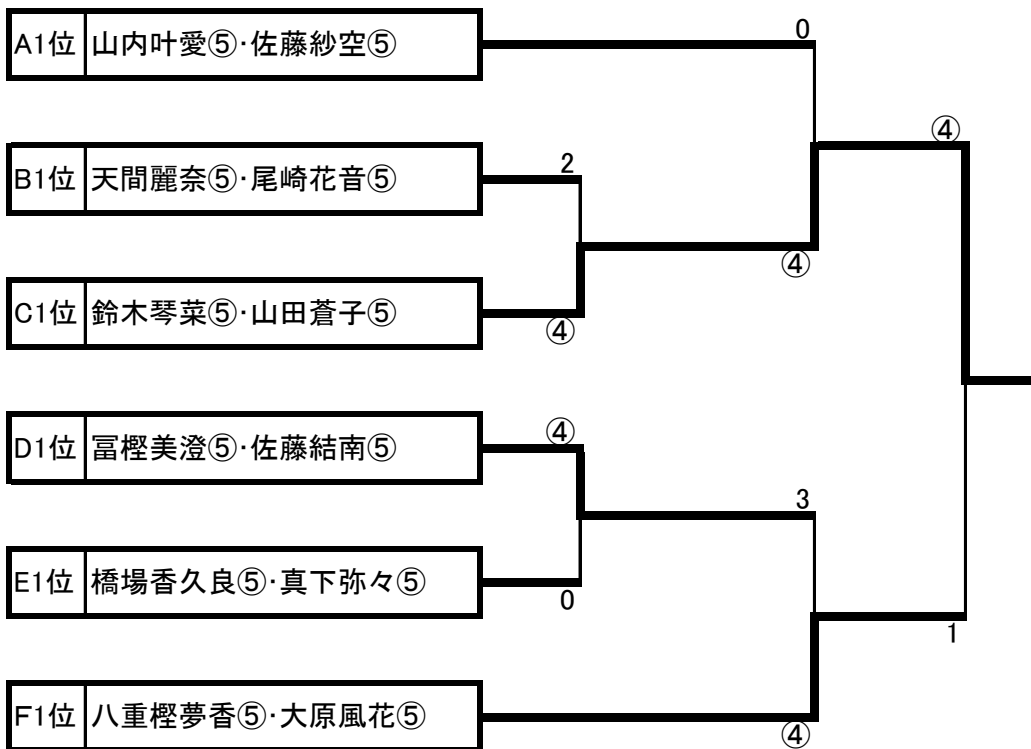 0
A1位 山内叶愛⑤・佐藤紗空⑤
④
2
B1位 天間麗奈⑤・尾崎花音⑤
④
C1位 鈴木琴菜⑤・山田蒼子⑤
④
④
D1位 冨樫美澄⑤・佐藤結南⑤
3
E1位 橋場香久良⑤・真下弥々⑤
0
1
F1位 八重樫夢香⑤・大原風花⑤
④